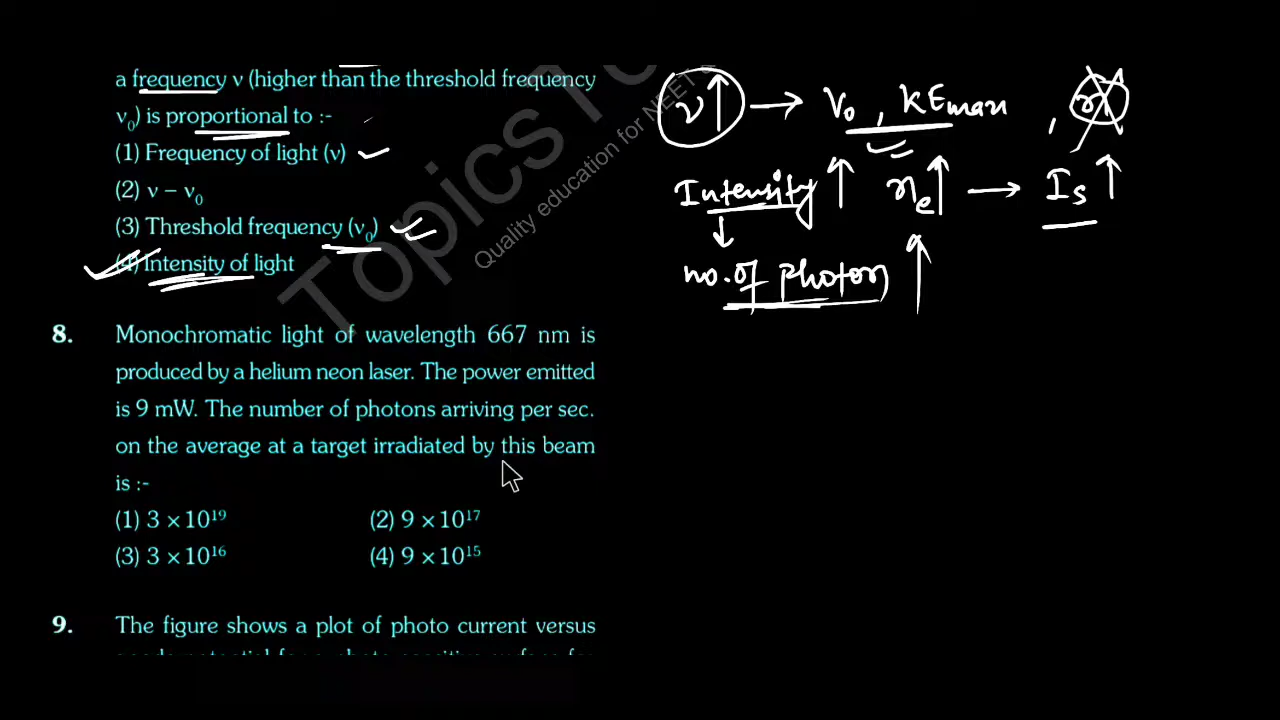 a frequency ν (higher than the threshold frequency
ν₀) is proportional to :-
(1) Frequency of light (ν)
(2) ν – ν₀
(3) Threshold frequency (ν₀)
(4) Intensity of light
8. Monochromatic light of wavelength 667 nm is
produced by a helium neon laser. The power emitted
is 9 mW. The number of photons arriving per sec.
on the average at a target irradiated by this beam
is :-
(1) 3 × 10¹⁹ (2) 9 × 10¹⁷
(3) 3 × 10¹⁶ (4) 9 × 10¹⁵
9. The figure shows a plot of photo current versus
ν↑ → V₀ , KEmax ,
Intensity ↑ ηe↑ → Is ↑
↓
no. of photon ↑
Topics
Quality education for NEET